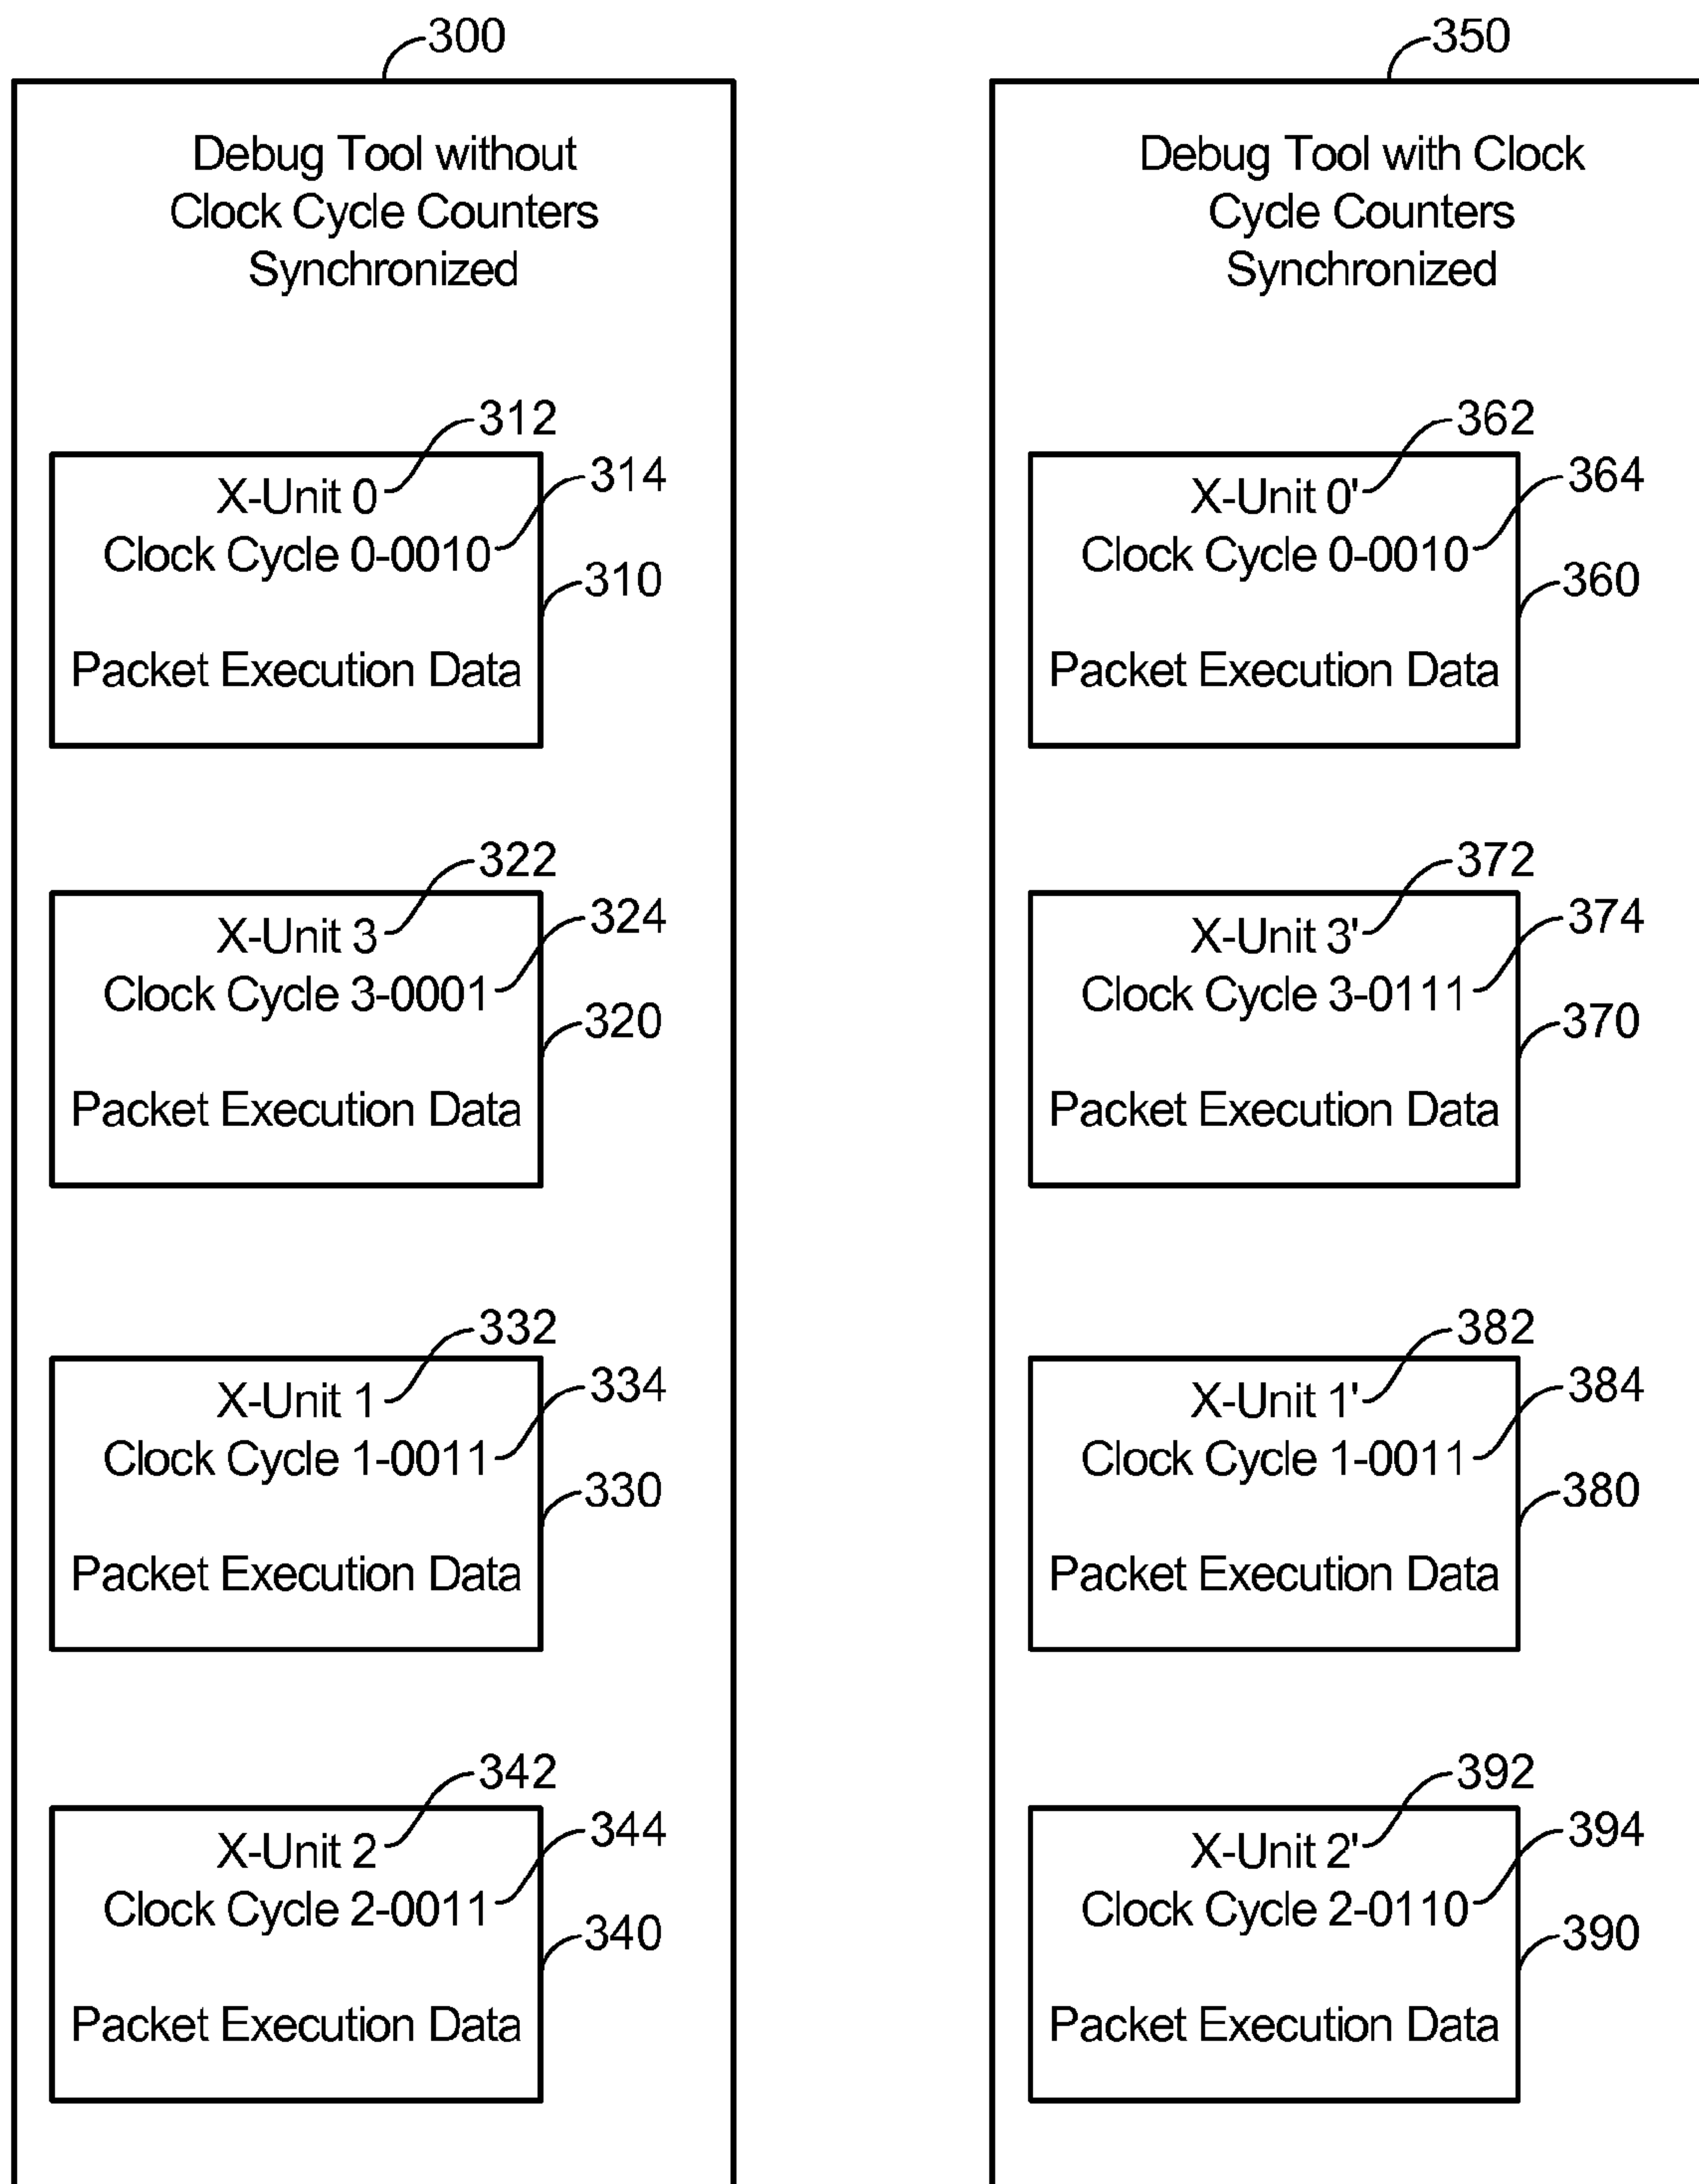 300
Debug Tool without
Clock Cycle Counters
Synchronized
312
X-Unit 0
314
Clock Cycle 0-0010
310
Packet Execution Data
322
X-Unit 3
324
Clock Cycle 3-0001
320
Packet Execution Data
332
X-Unit 1
334
Clock Cycle 1-0011
330
Packet Execution Data
342
X-Unit 2
344
Clock Cycle 2-0011
340
Packet Execution Data
350
Debug Tool with Clock
Cycle Counters
Synchronized
362
X-Unit 0'
364
Clock Cycle 0-0010
360
Packet Execution Data
372
X-Unit 3'
374
Clock Cycle 3-0111
370
Packet Execution Data
382
X-Unit 1'
384
Clock Cycle 1-0011
380
Packet Execution Data
392
X-Unit 2'
394
Clock Cycle 2-0110
390
Packet Execution Data